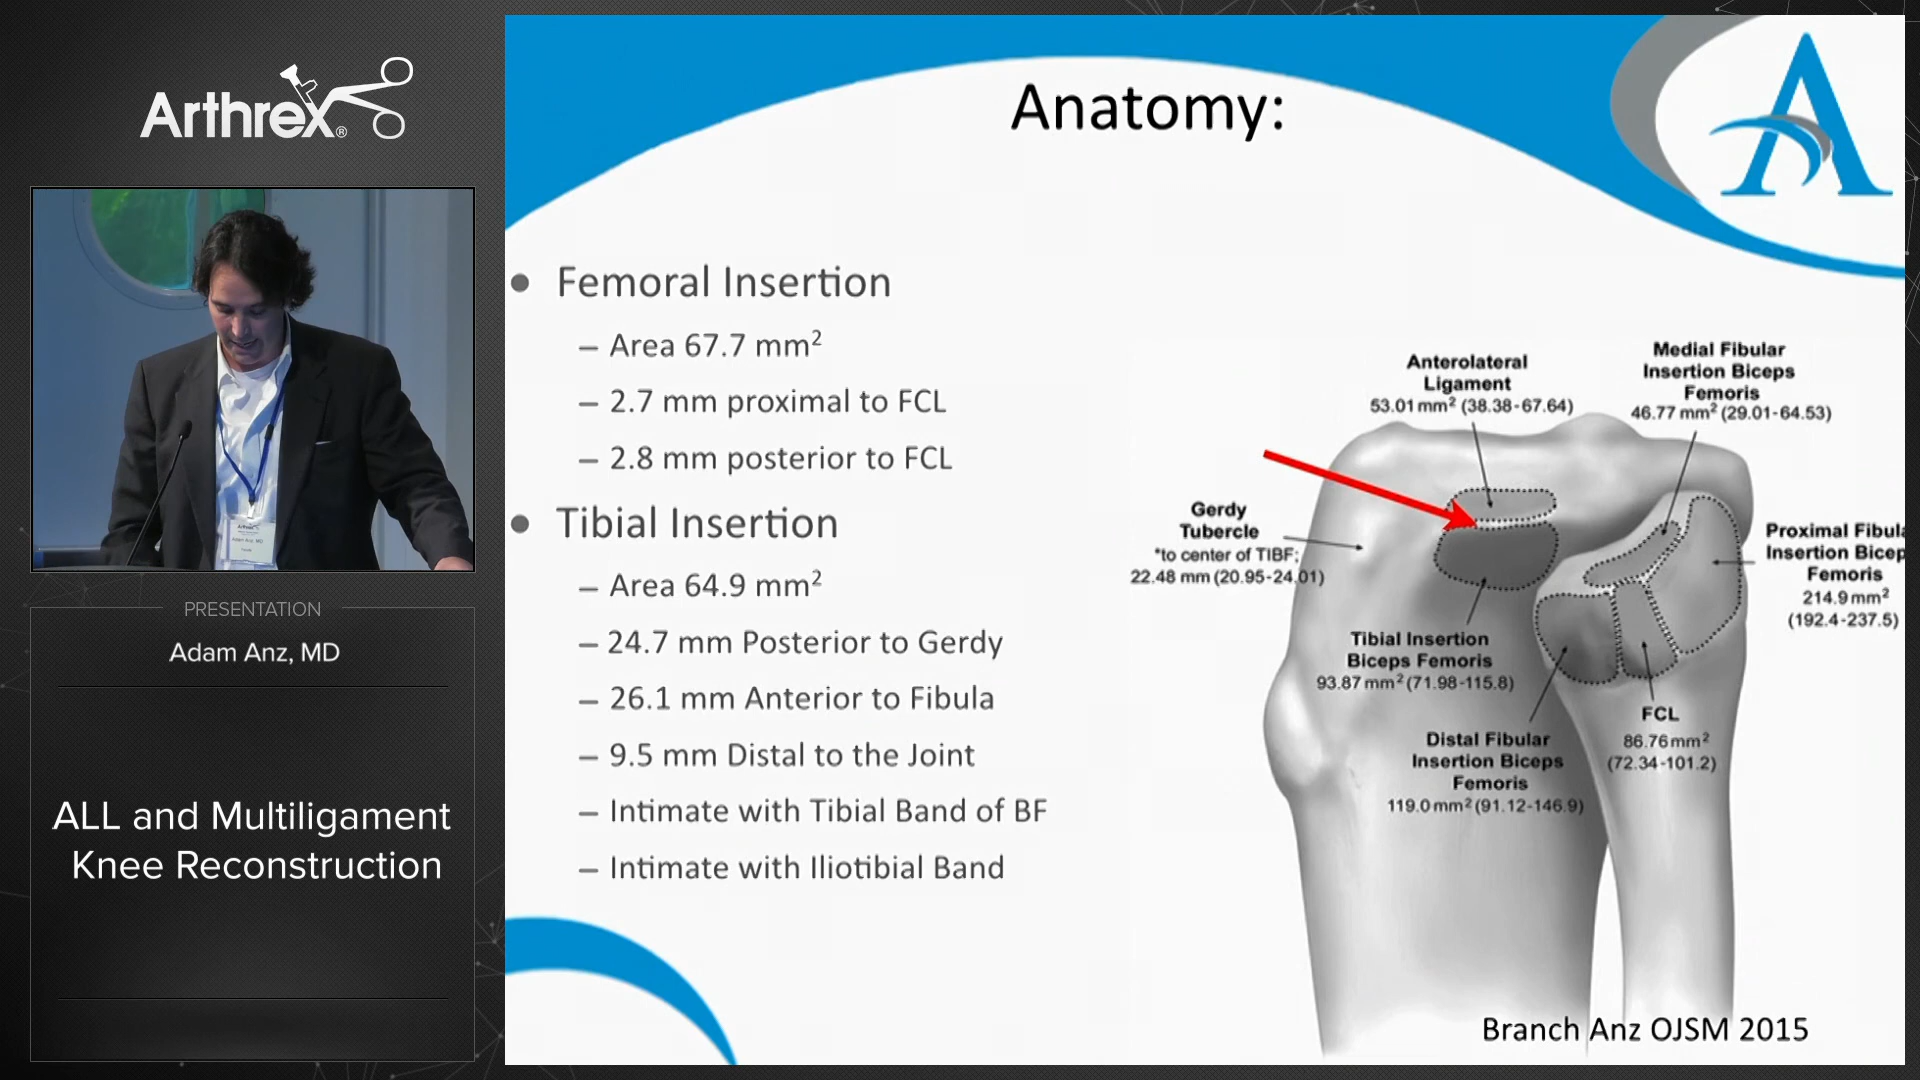 Arthrex®
PRESENTATION
Adam Anz, MD
ALL and Multiligament
Knee Reconstruction
Anatomy:
• Femoral Insertion
– Area 67.7 mm²
– 2.7 mm proximal to FCL
– 2.8 mm posterior to FCL
• Tibial Insertion
– Area 64.9 mm²
– 24.7 mm Posterior to Gerdy
– 26.1 mm Anterior to Fibula
– 9.5 mm Distal to the Joint
– Intimate with Tibial Band of BF
– Intimate with Iliotibial Band
Anterolateral
Ligament
53.01 mm² (38.38-67.64)
Medial Fibular
Insertion Biceps
Femoris
46.77 mm² (29.01-64.53)
Gerdy
Tubercle
*to center of TIBF;
22.48 mm (20.95-24.01)
Proximal Fibula
Insertion Bicep
Femoris
214.9 mm²
(192.4-237.5)
Tibial Insertion
Biceps Femoris
93.87 mm² (71.98-115.8)
FCL
86.76 mm²
(72.34-101.2)
Distal Fibular
Insertion Biceps
Femoris
119.0 mm² (91.12-146.9)
Branch Anz OJSM 2015